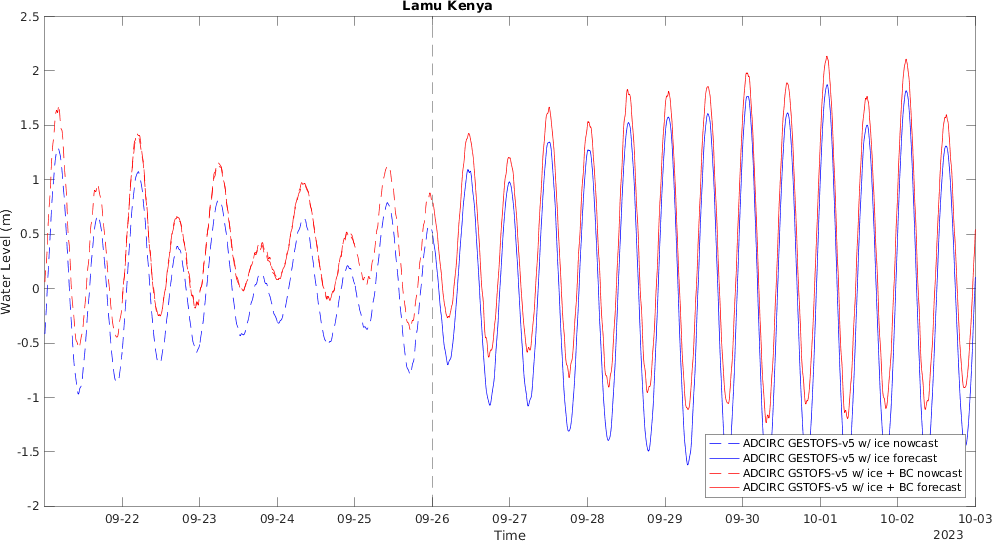 Lamu Kenya
Water Level (m)
2.5
2
1.5
1
0.5
0
-0.5
-1
-1.5
-2
ADCIRC GESTOFS-v5 w/ ice nowcast
ADCIRC GESTOFS-v5 w/ ice forecast
ADCIRC GSTOFS-v5 w/ ice + BC nowcast
ADCIRC GSTOFS-v5 w/ ice + BC forecast
09-22 09-23 09-24 09-25 09-26 09-27 09-28 09-29 09-30 10-01 10-02 10-03
Time
2023